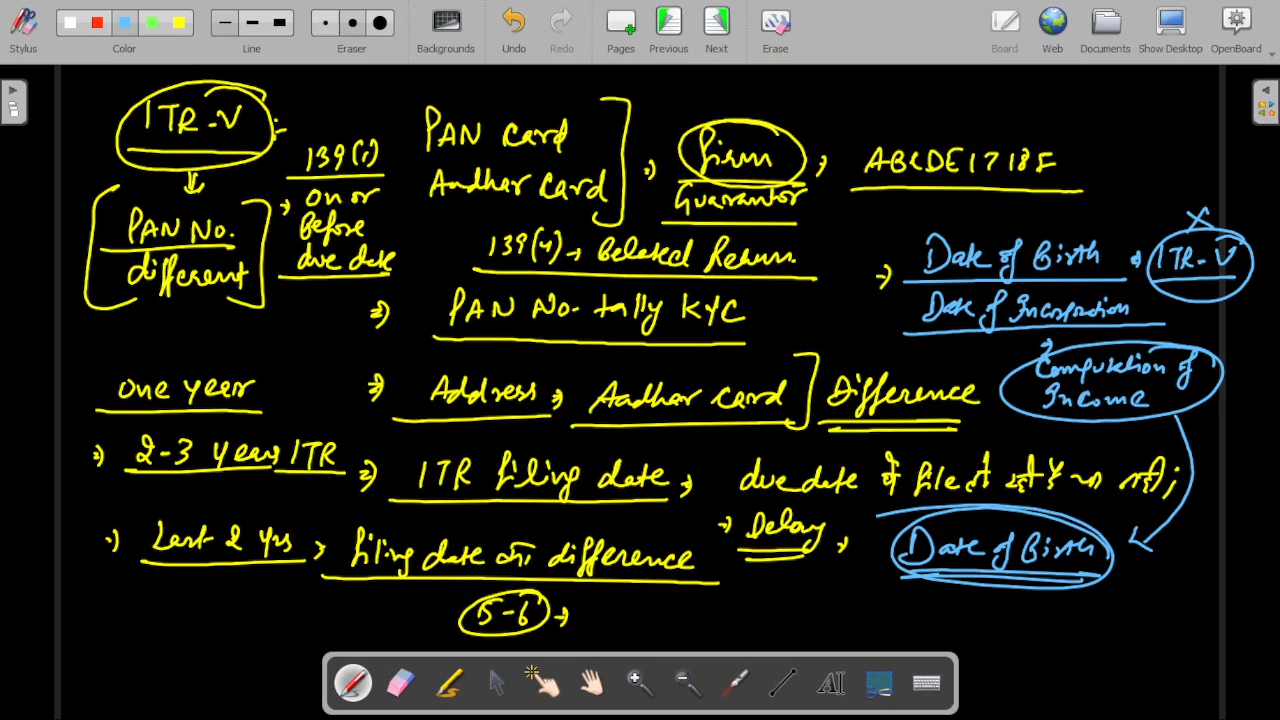 Stylus
Color
Line
Eraser
Backgrounds
Undo
Redo
Pages
Previous
Next
Erase
Board
Web
Documents
Show Desktop
OpenBoard
ITR-V :-
PAN No.
different
139(1)
on or
before
due date
PAN Card
Aadhar Card
Firm
Guarantor
ABCDE1718F
139(4) → Belated Return
PAN No. tally KYC
Date of Birth → ITR-V X
Date of Incorporation
Computation of
Income
Date of Birth
one year
Address → Aadhar card Difference
2-3 years ITR
ITR filing date, due date
Delay
Last 2 yrs, filing date का difference
5-6 →
AI